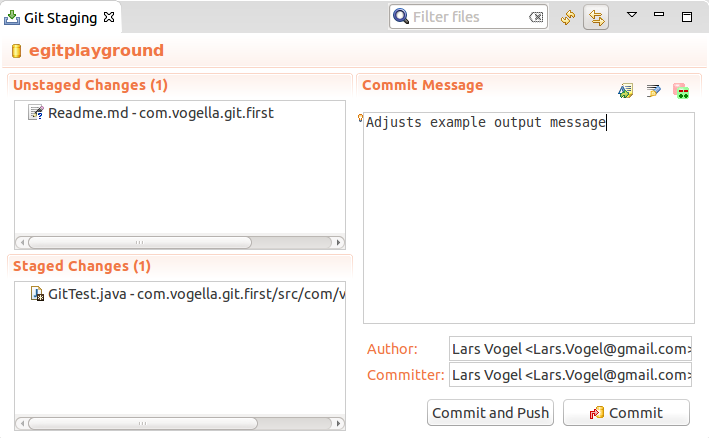 Git Staging
Filter files
egitplayground
Unstaged Changes (1)
Readme.md - com.vogella.git.first
Staged Changes (1)
GitTest.java - com.vogella.git.first/src/com/v
Commit Message
Adjusts example output message
Author: Lars Vogel <Lars.Vogel@gmail.com>
Committer: Lars Vogel <Lars.Vogel@gmail.com>
Commit and Push
Commit